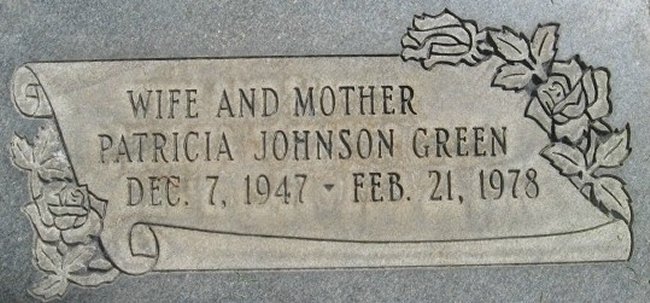 WIFE AND MOTHER
PATRICIA JOHNSON GREEN
DEC. 7, 1947 - FEB. 21, 1978